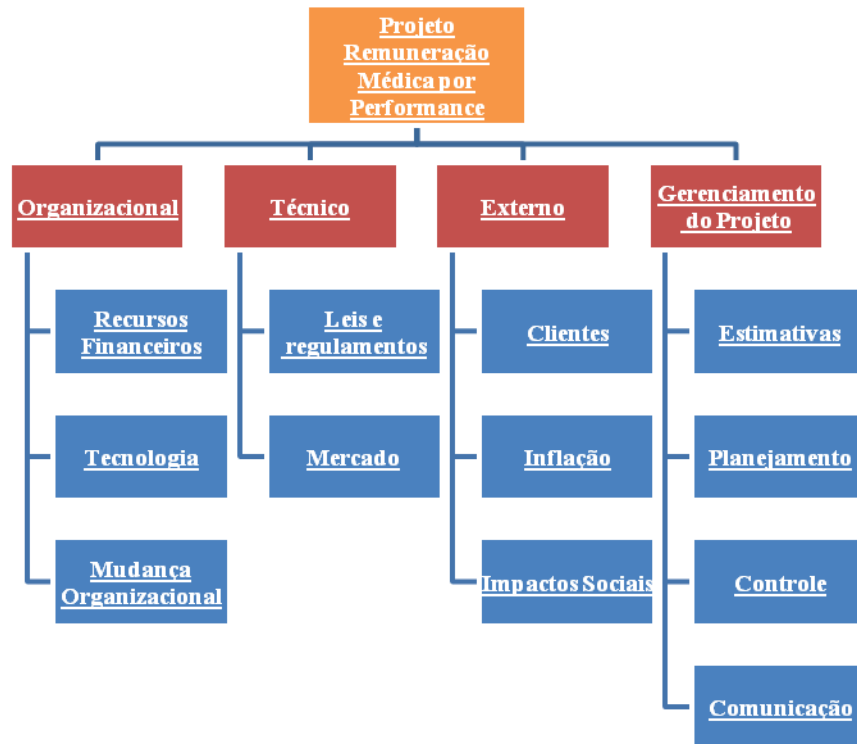 Projeto
Remuneração
Médica por
Performance
Organizacional
Técnico
Externo
Gerenciamento
do Projeto
Recursos
Financeiros
Tecnologia
Mudança
Organizacional
Leis e
regulamentos
Mercado
Clientes
Inflação
Impactos Sociais
Estimativas
Planejamento
Controle
Comunicação